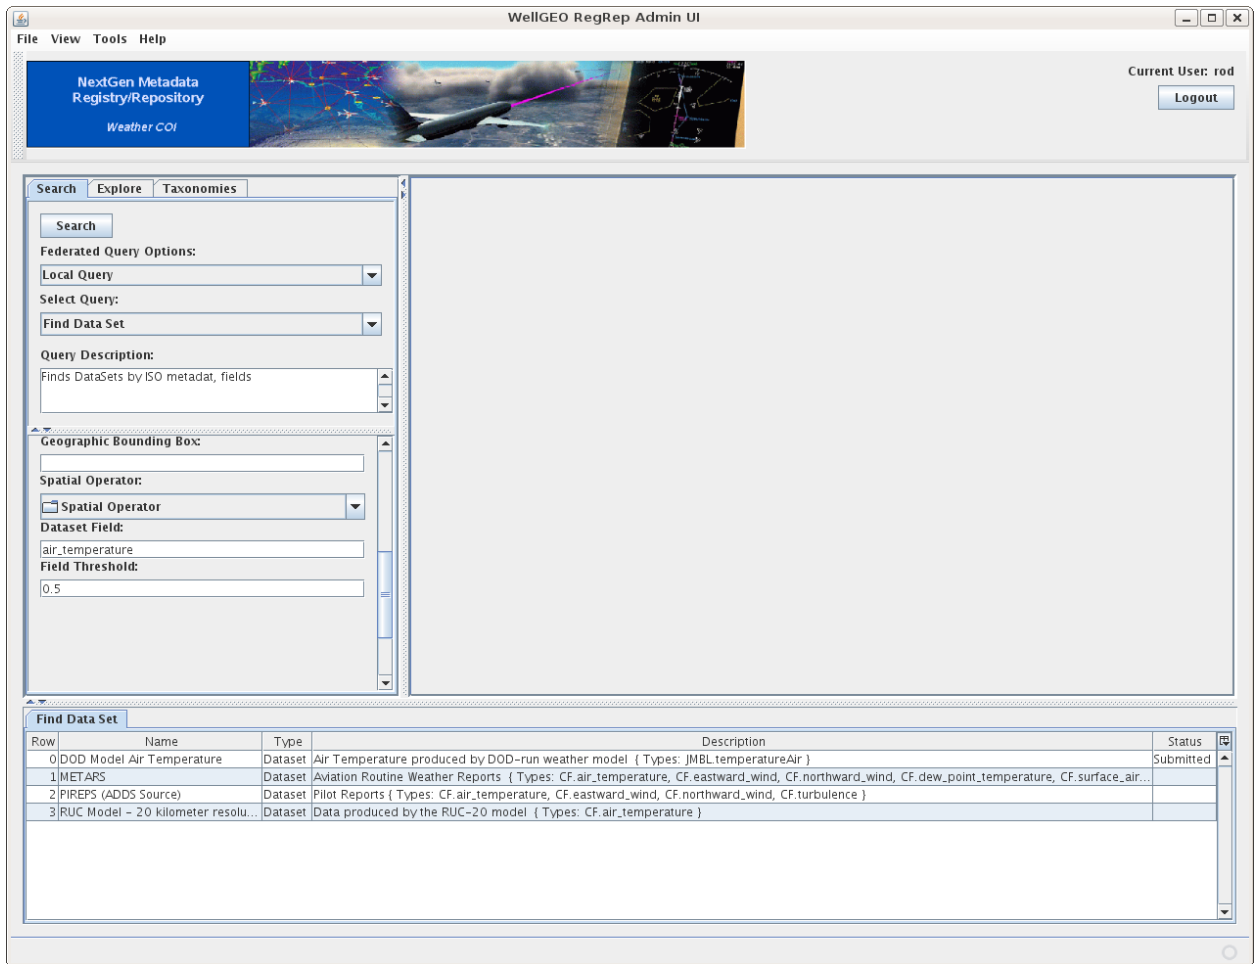 WellGEO RegRep Admin UI
File View Tools Help
NextGen Metadata
Registry/Repository
Weather COI
Current User: rod
Logout
Search Explore Taxonomies
Search
Federated Query Options:
Local Query
Select Query:
Find Data Set
Query Description:
Finds DataSets by ISO metadat, fields
Geographic Bounding Box:
Spatial Operator:
Spatial Operator
Dataset Field:
air_temperature
Field Threshold:
0.5
Find Data Set
Row Name Type Description Status
0 DOD Model Air Temperature Dataset Air Temperature produced by DOD-run weather model { Types: JMBL.temperatureAir } Submitted
1 METARS Dataset Aviation Routine Weather Reports { Types: CF.air_temperature, CF.eastward_wind, CF.northward_wind, CF.dew_point_temperature, CF.surface_air...
2 PIREPS (ADDS Source) Dataset Pilot Reports { Types: CF.air_temperature, CF.eastward_wind, CF.northward_wind, CF.turbulence }
3 RUC Model - 20 kilometer resolu... Dataset Data produced by the RUC-20 model { Types: CF.air_temperature }